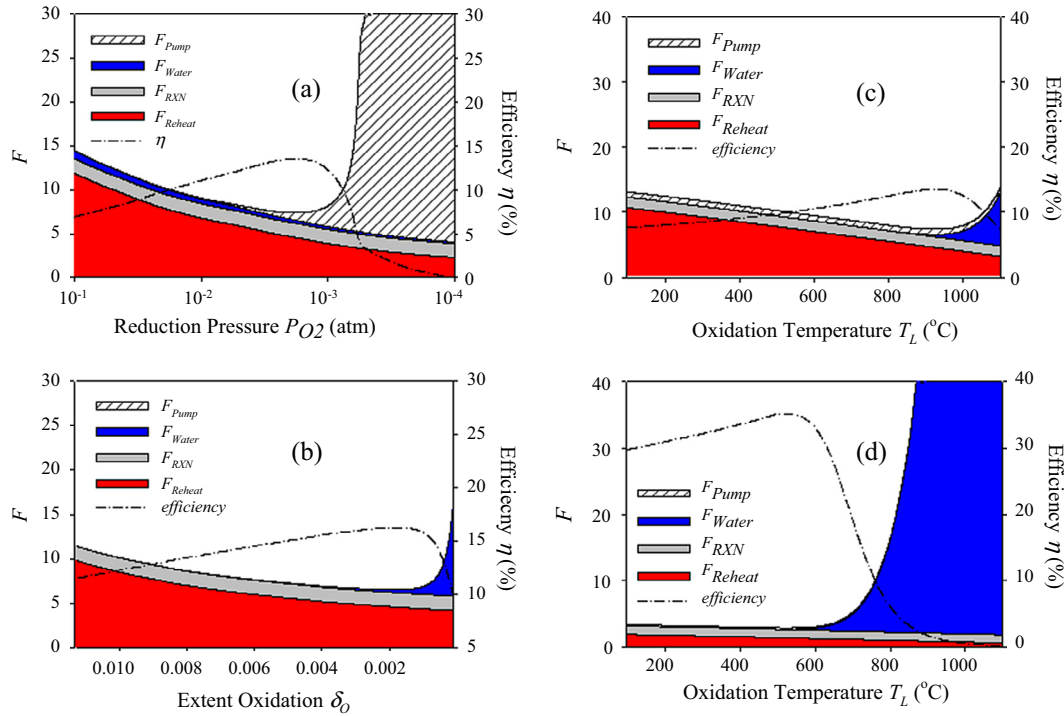 30
25
20
15
10
5
0
F
F_Pump
F_Water
F_RXN
F_Reheat
η
(a)
30
25
20
15
10
5
0
Efficiency η (%)
10^-1
10^-2
10^-3
10^-4
Reduction Pressure P_O2 (atm)
40
30
20
10
0
F
F_Pump
F_Water
F_RXN
F_Reheat
efficiency
(c)
40
30
20
10
0
Efficiency η (%)
200
400
600
800
1000
Oxidation Temperature T_L (°C)
30
25
20
15
10
5
0
F
F_Pump
F_Water
F_RXN
F_Reheat
efficiency
(b)
30
25
20
15
10
5
Efficiecny η (%)
0.010
0.008
0.006
0.004
0.002
Extent Oxidation δ_O
40
30
20
10
0
F
F_Pump
F_Water
F_RXN
F_Reheat
efficiency
(d)
40
30
20
10
0
Efficiency η (%)
200
400
600
800
1000
Oxidation Temperature T_L (°C)